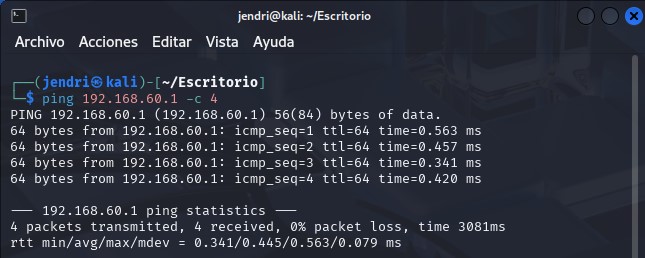 jendri@kali: ~/Escritorio
Archivo Acciones Editar Vista Ayuda
┌──(jendri㉿kali)-[~/Escritorio]
└─$ ping 192.168.60.1 -c 4
PING 192.168.60.1 (192.168.60.1) 56(84) bytes of data.
64 bytes from 192.168.60.1: icmp_seq=1 ttl=64 time=0.563 ms
64 bytes from 192.168.60.1: icmp_seq=2 ttl=64 time=0.457 ms
64 bytes from 192.168.60.1: icmp_seq=3 ttl=64 time=0.341 ms
64 bytes from 192.168.60.1: icmp_seq=4 ttl=64 time=0.420 ms
--- 192.168.60.1 ping statistics ---
4 packets transmitted, 4 received, 0% packet loss, time 3081ms
rtt min/avg/max/mdev = 0.341/0.445/0.563/0.079 ms